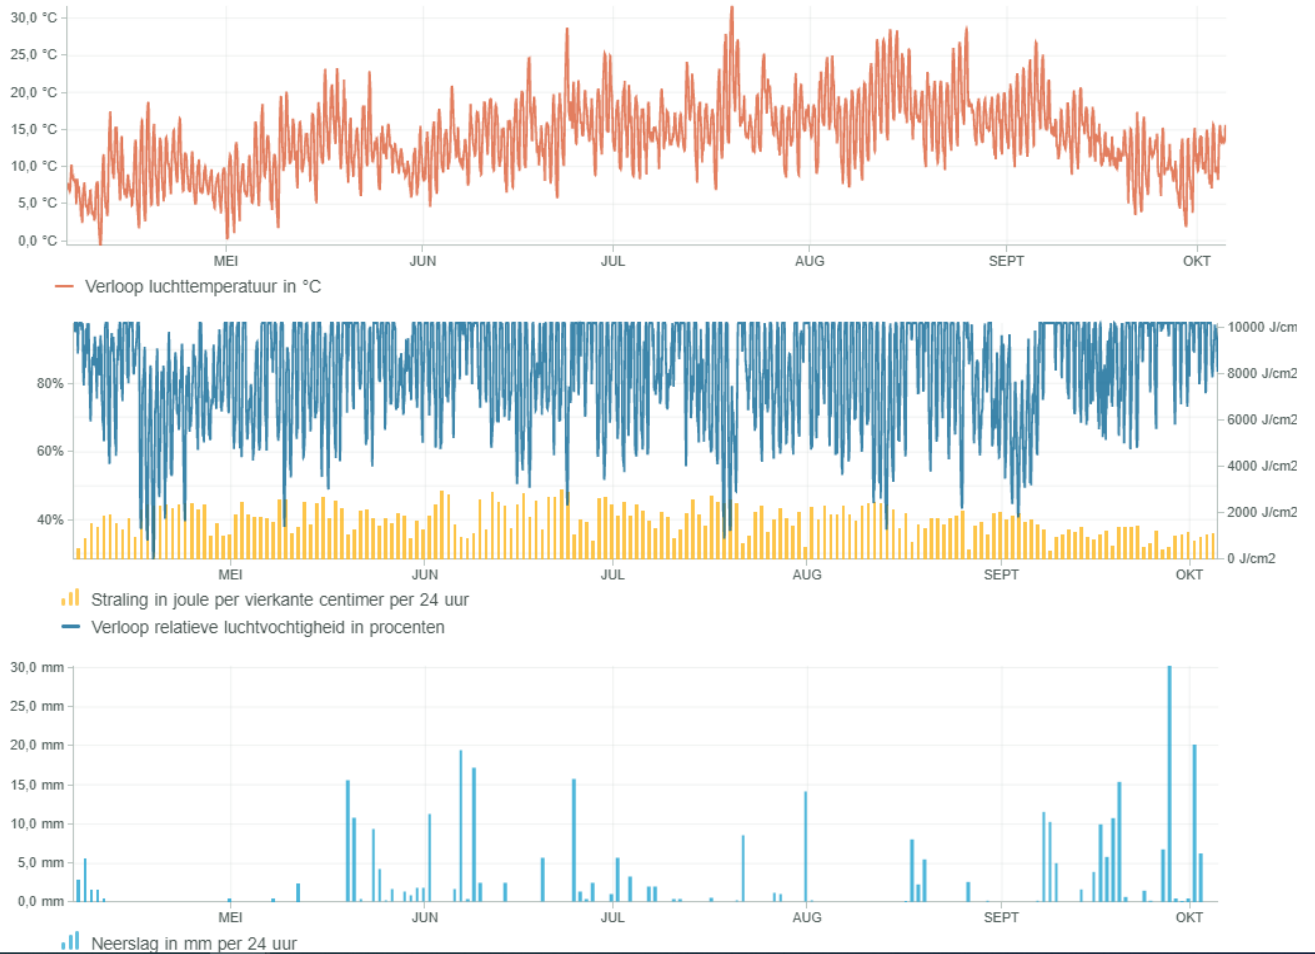 30,0 °C
25,0 °C
20,0 °C
15,0 °C
10,0 °C
5,0 °C
0,0 °C
MEI JUN JUL AUG SEPT OKT
Verloop luchttemperatuur in °C
10000 J/cm
80% 8000 J/cm2
6000 J/cm2
60% 4000 J/cm2
40% 2000 J/cm2
0 J/cm2
MEI JUN JUL AUG SEPT OKT
Straling in joule per vierkante centimer per 24 uur
Verloop relatieve luchtvochtigheid in procenten
30,0 mm
25,0 mm
20,0 mm
15,0 mm
10,0 mm
5,0 mm
0,0 mm
MEI JUN JUL AUG SEPT OKT
Neerslag in mm per 24 uur